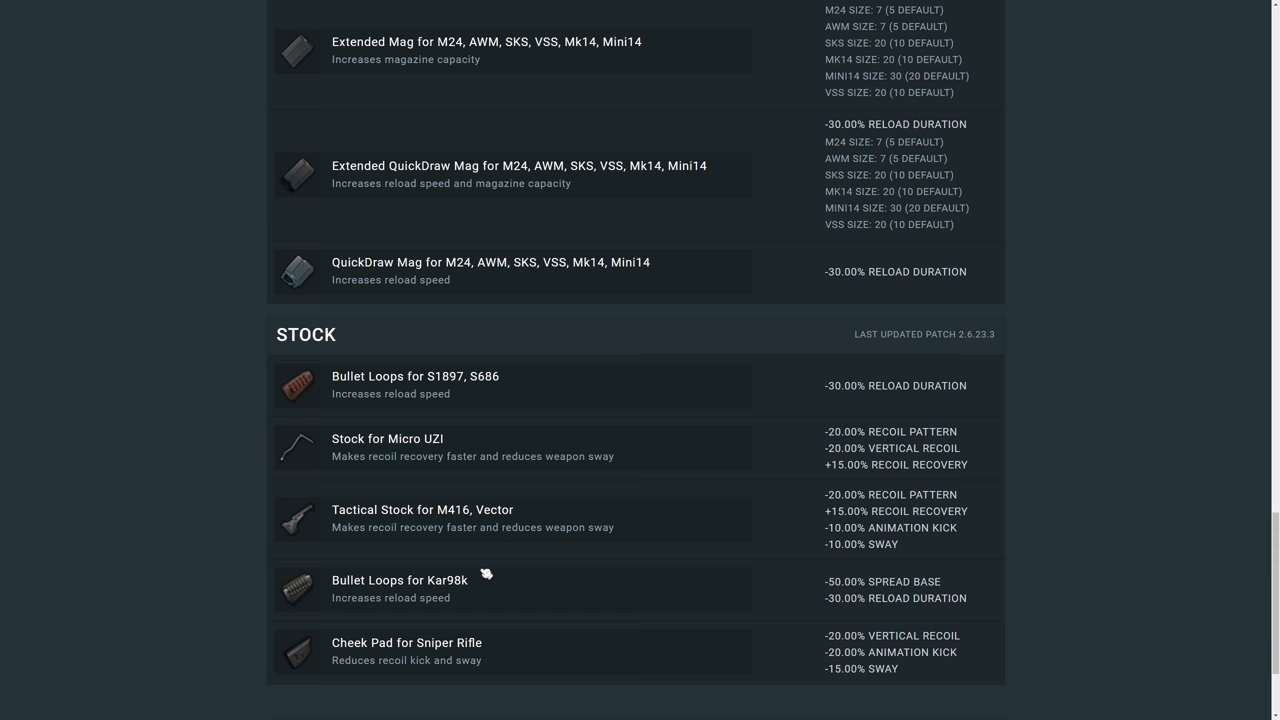 M24 SIZE: 7 (5 DEFAULT)
AWM SIZE: 7 (5 DEFAULT)
Extended Mag for M24, AWM, SKS, VSS, Mk14, Mini14
SKS SIZE: 20 (10 DEFAULT)
Increases magazine capacity
MK14 SIZE: 20 (10 DEFAULT)
MINI14 SIZE: 30 (20 DEFAULT)
VSS SIZE: 20 (10 DEFAULT)
-30.00% RELOAD DURATION
M24 SIZE: 7 (5 DEFAULT)
AWM SIZE: 7 (5 DEFAULT)
Extended QuickDraw Mag for M24, AWM, SKS, VSS, Mk14, Mini14
SKS SIZE: 20 (10 DEFAULT)
Increases reload speed and magazine capacity
MK14 SIZE: 20 (10 DEFAULT)
MINI14 SIZE: 30 (20 DEFAULT)
VSS SIZE: 20 (10 DEFAULT)
QuickDraw Mag for M24, AWM, SKS, VSS, Mk14, Mini14
Increases reload speed
-30.00% RELOAD DURATION
STOCK
LAST UPDATED PATCH 2.6.23.3
Bullet Loops for S1897, S686
Increases reload speed
-30.00% RELOAD DURATION
Stock for Micro UZI
Makes recoil recovery faster and reduces weapon sway
-20.00% RECOIL PATTERN
-20.00% VERTICAL RECOIL
+15.00% RECOIL RECOVERY
Tactical Stock for M416, Vector
Makes recoil recovery faster and reduces weapon sway
-20.00% RECOIL PATTERN
+15.00% RECOIL RECOVERY
-10.00% ANIMATION KICK
-10.00% SWAY
Bullet Loops for Kar98k
Increases reload speed
-50.00% SPREAD BASE
-30.00% RELOAD DURATION
Cheek Pad for Sniper Rifle
Reduces recoil kick and sway
-20.00% VERTICAL RECOIL
-20.00% ANIMATION KICK
-15.00% SWAY